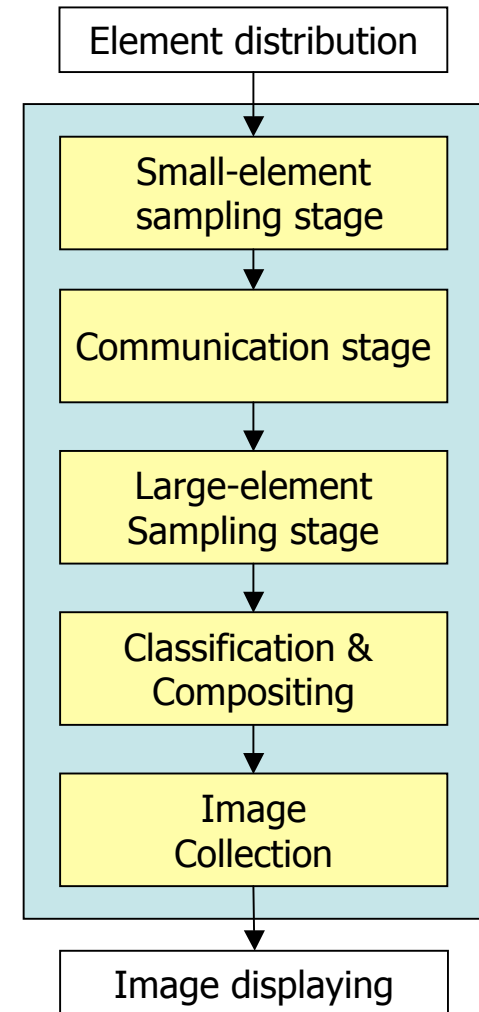 Element distribution
Small-element
sampling stage
Communication stage
Large-element
Sampling stage
Classification &
Compositing
Image
Collection
Image displaying